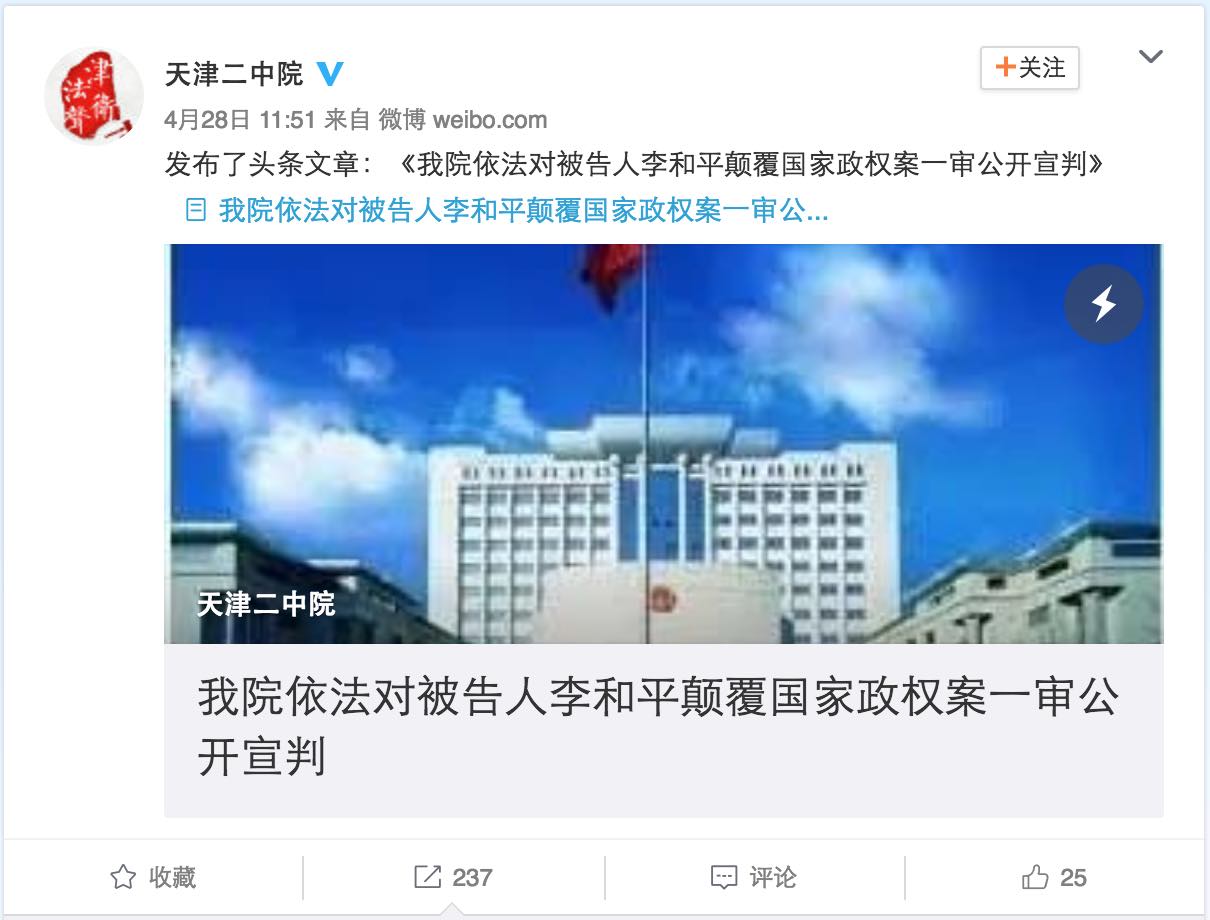 津
法 衛
聲
天津二中院
+关注
4月28日 11:51 来自 微博 weibo.com
发布了头条文章：《我院依法对被告人李和平颠覆国家政权案一审公开宣判》
我院依法对被告人李和平颠覆国家政权案一审公...
天津二中院
我院依法对被告人李和平颠覆国家政权案一审公
开宣判
收藏
237
评论
25